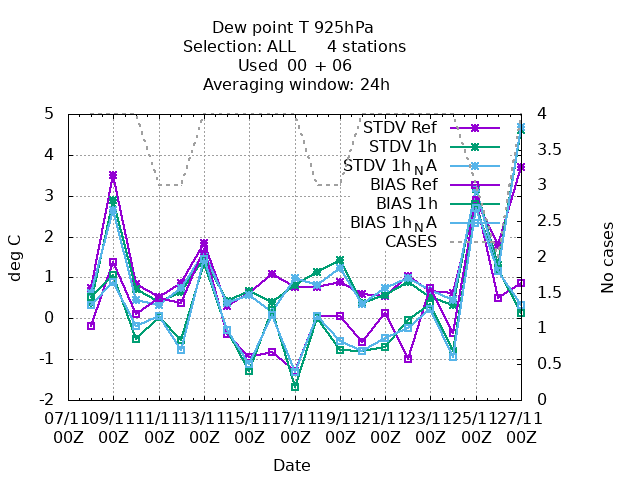 Dew point T 925hPa
Selection: ALL 4 stations
Used 00 + 06
Averaging window: 24h
STDV Ref
STDV 1h
STDV 1h_N A
BIAS Ref
BIAS 1h
BIAS 1h_N A
CASES
deg C
5
4
3
2
1
0
-1
-2
No cases
4
3.5
3
2.5
2
1.5
1
0.5
0
07/11 09/11 11/11 13/11 15/11 17/11 19/11 21/11 23/11 25/11 27/11
00Z 00Z 00Z 00Z 00Z 00Z 00Z 00Z 00Z 00Z 00Z
Date